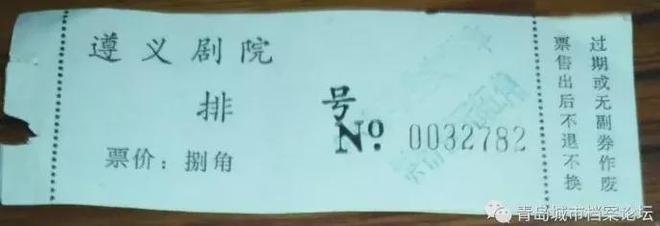 遵义剧院
排 号
№ 0032782
票价：捌角
过期或无副券作废
票售出后不退不换
青岛城市档案论坛